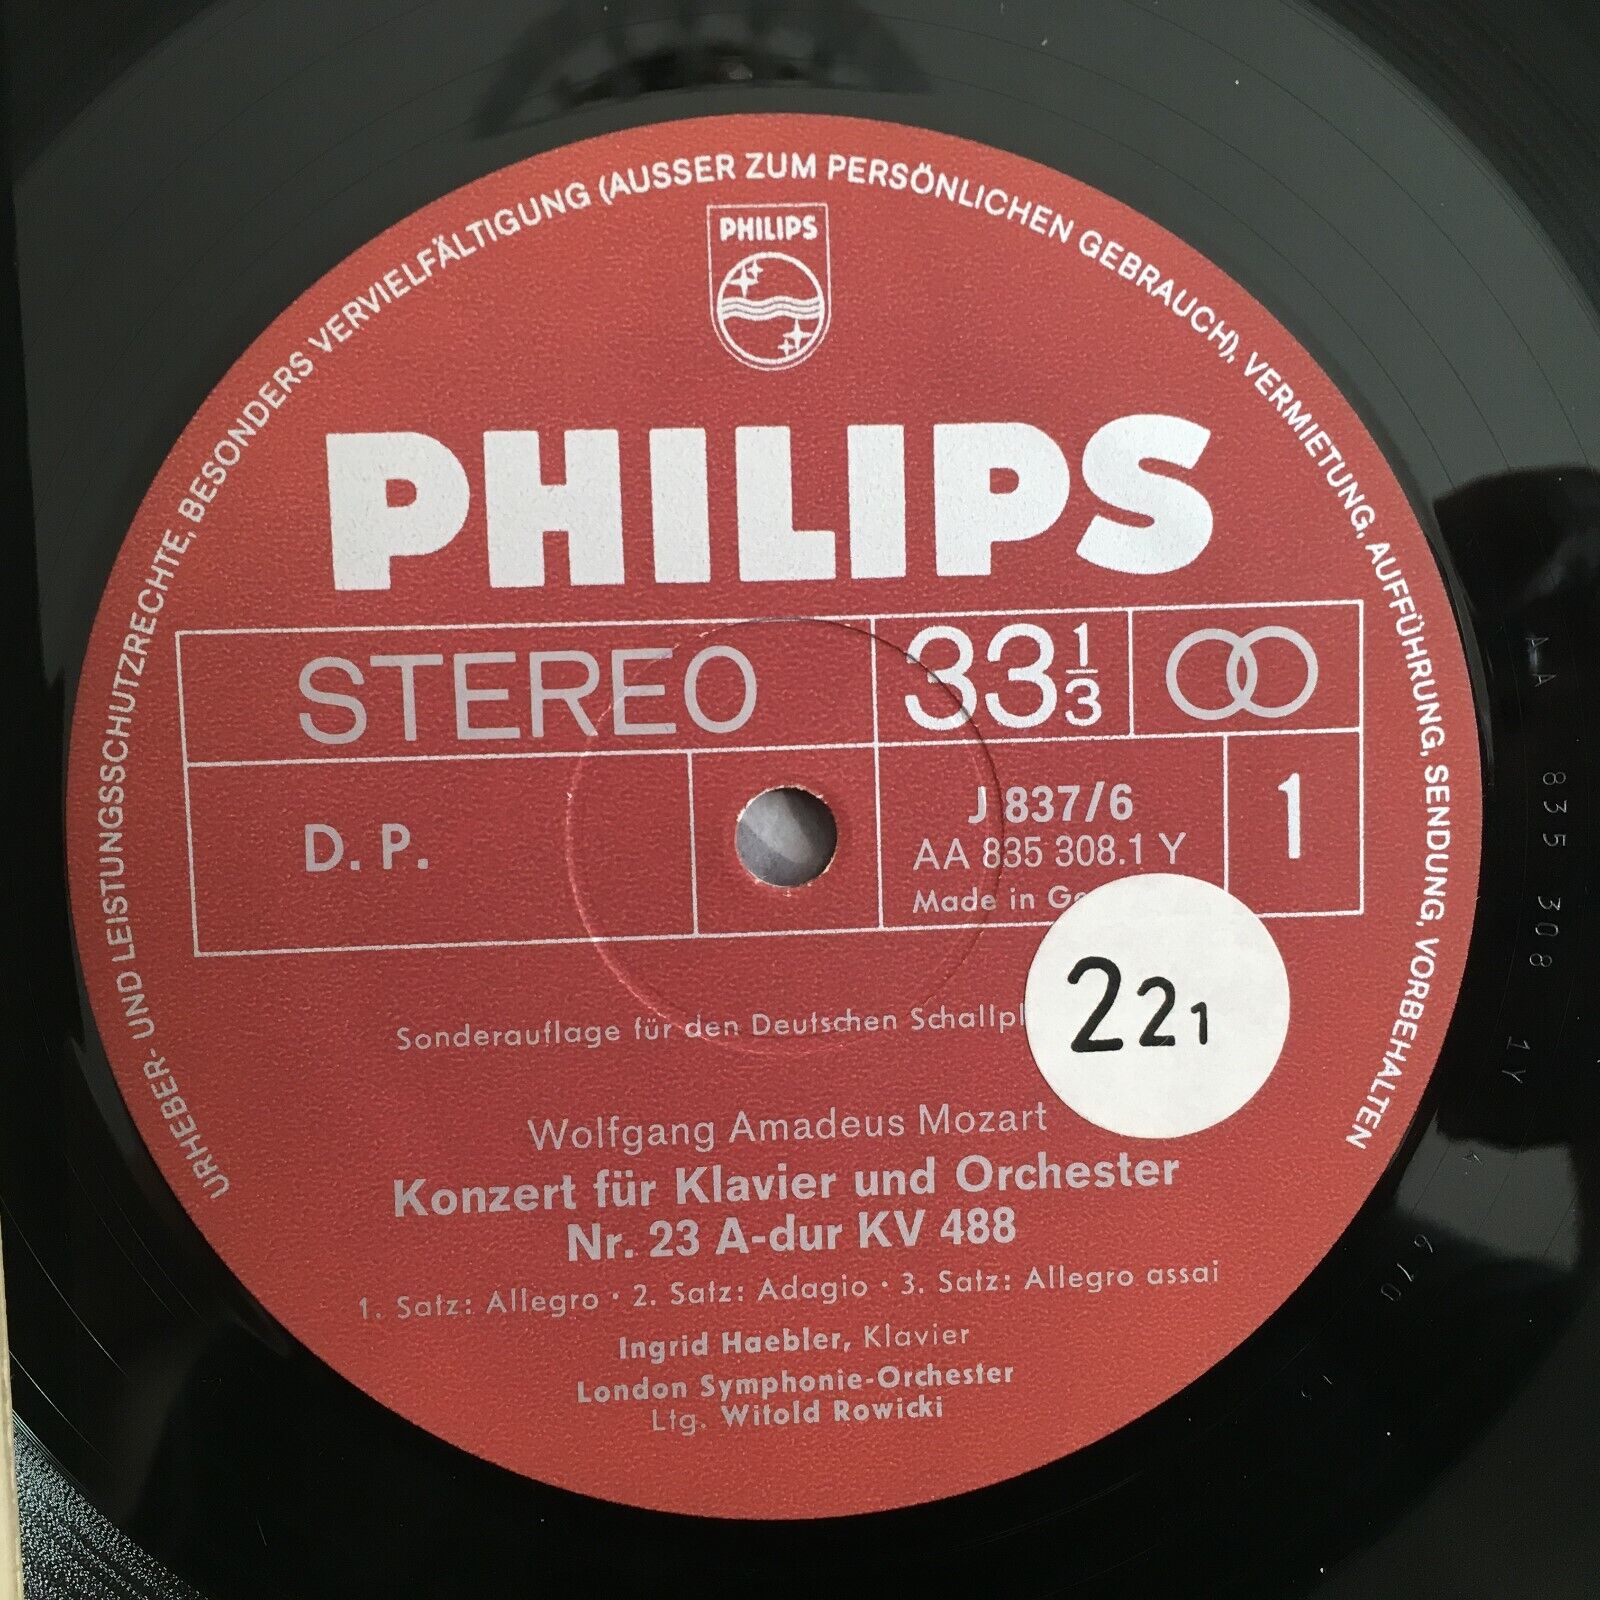 URHEBER- UND LEISTUNGSSCHUTZRECHTE, BESONDERS VERVIELFÄLTIGUNG (AUSSER ZUM PERSÖNLICHEN GEBRAUCH), VERMIETUNG, AUFFÜHRUNG, SENDUNG, VORBEHALTEN
PHILIPS
PHILIPS
STEREO 33 1/3
D. P. J 837/6 1
AA 835 308.1 Y
Made in
Sonderauflage für den Deutschen
221
Wolfgang Amadeus Mozart
Konzert für Klavier und Orchester
Nr. 23 A-dur KV 488
1. Satz: Allegro · 2. Satz: Adagio · 3. Satz: Allegro assai
Ingrid Haebler, Klavier
London Symphonie-Orchester
Ltg. Witold Rowicki
AA 835 308 1Y
670